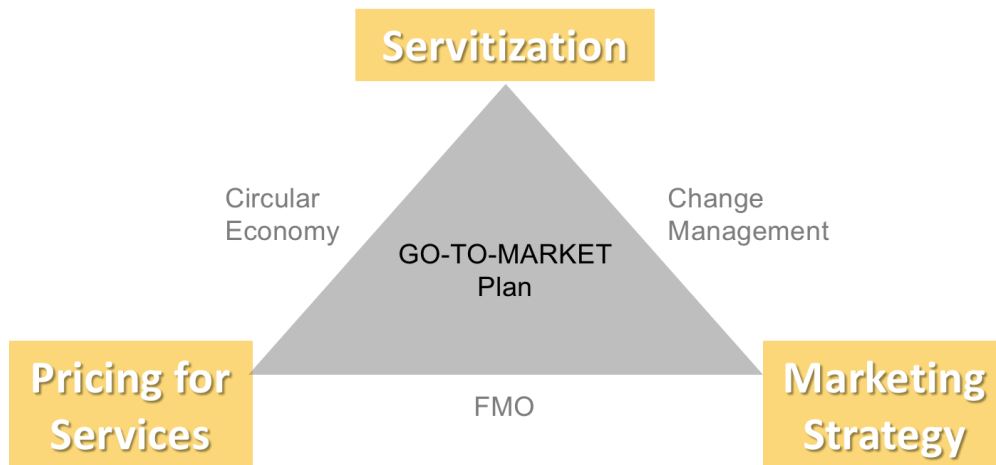 Servitization
Circular
Economy
Change
Management
GO-TO-MARKET
Plan
Pricing for
Services
FMO
Marketing
Strategy